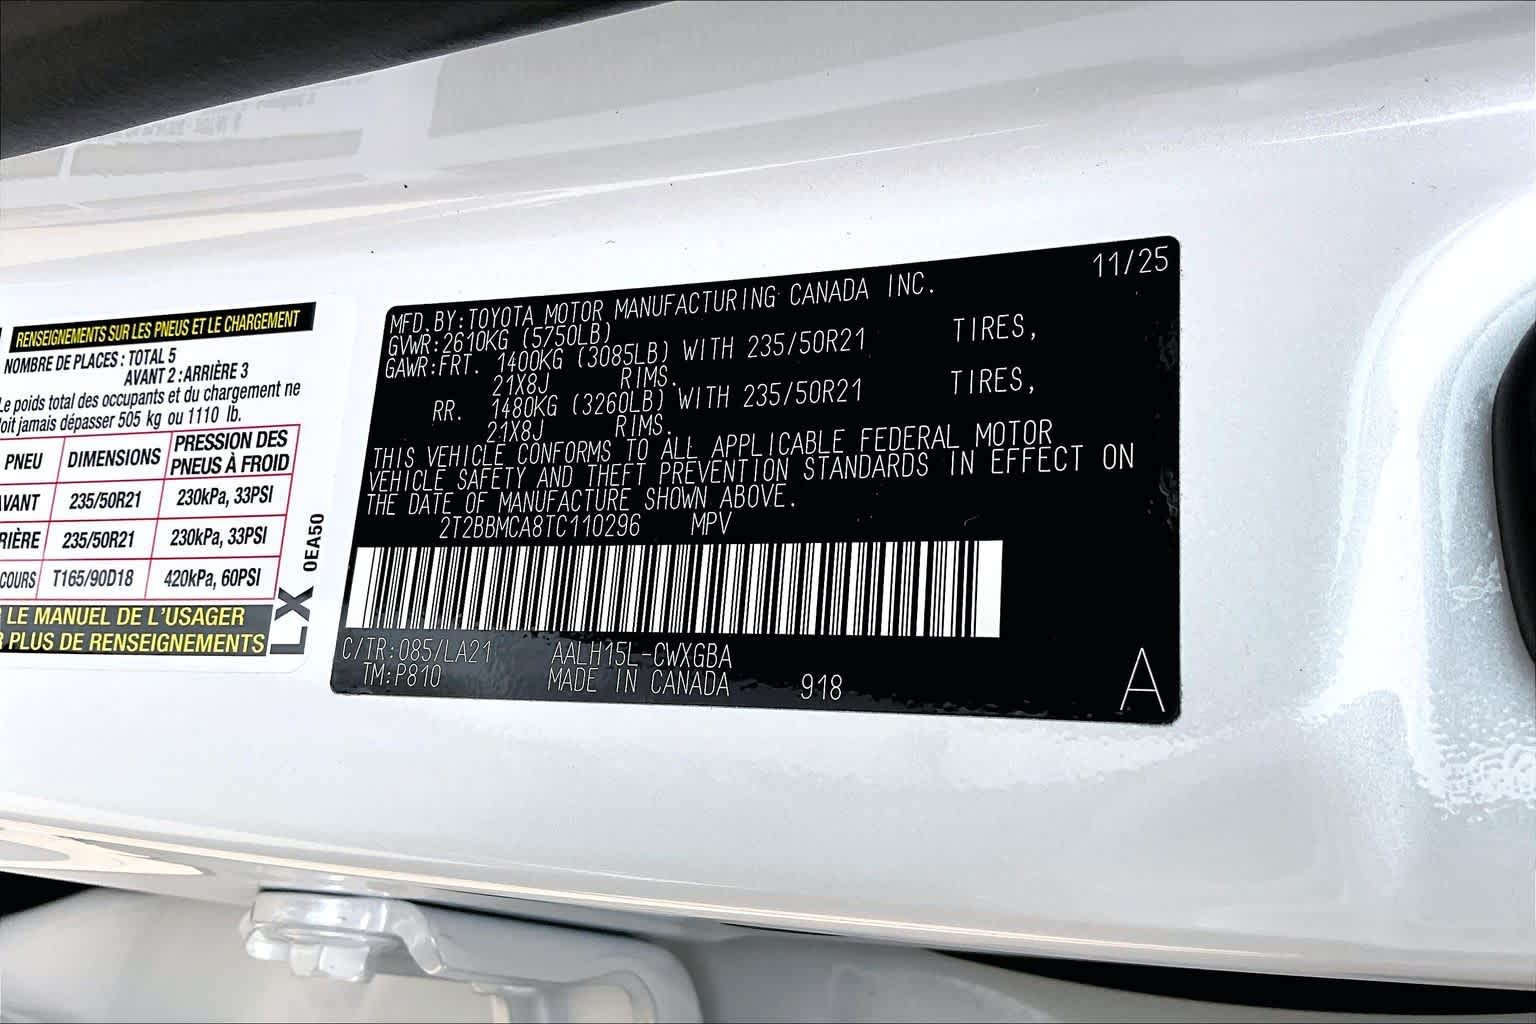 RENSEIGNEMENTS SUR LES PNEUS ET LE CHARGEMENT
NOMBRE DE PLACES : TOTAL 5
AVANT 2 : ARRIÈRE 3
Le poids total des occupants et du chargement ne
oit jamais dépasser 505 kg ou 1110 lb.
PNEU DIMENSIONS PRESSION DES PNEUS À FROID
AVANT 235/50R21 230kPa, 33PSI
RIÈRE 235/50R21 230kPa, 33PSI
COURS T165/90D18 420kPa, 60PSI
LE MANUEL DE L'USAGER
R PLUS DE RENSEIGNEMENTS
LX 0EA50
11/25
MFD.BY:TOYOTA MOTOR MANUFACTURING CANADA INC.
GVWR:2610KG (5750LB)
GAWR:FRT. 1400KG (3085LB) WITH 235/50R21 TIRES,
21X8J RIMS.
RR. 1480KG (3260LB) WITH 235/50R21 TIRES,
21X8J RIMS.
THIS VEHICLE CONFORMS TO ALL APPLICABLE FEDERAL MOTOR
VEHICLE SAFETY AND THEFT PREVENTION STANDARDS IN EFFECT ON
THE DATE OF MANUFACTURE SHOWN ABOVE.
2T2BBMCA8TC110296 MPV
C/TR:085/LA21 AALH15L-CWXGBA
TM:P810 MADE IN CANADA 918
A